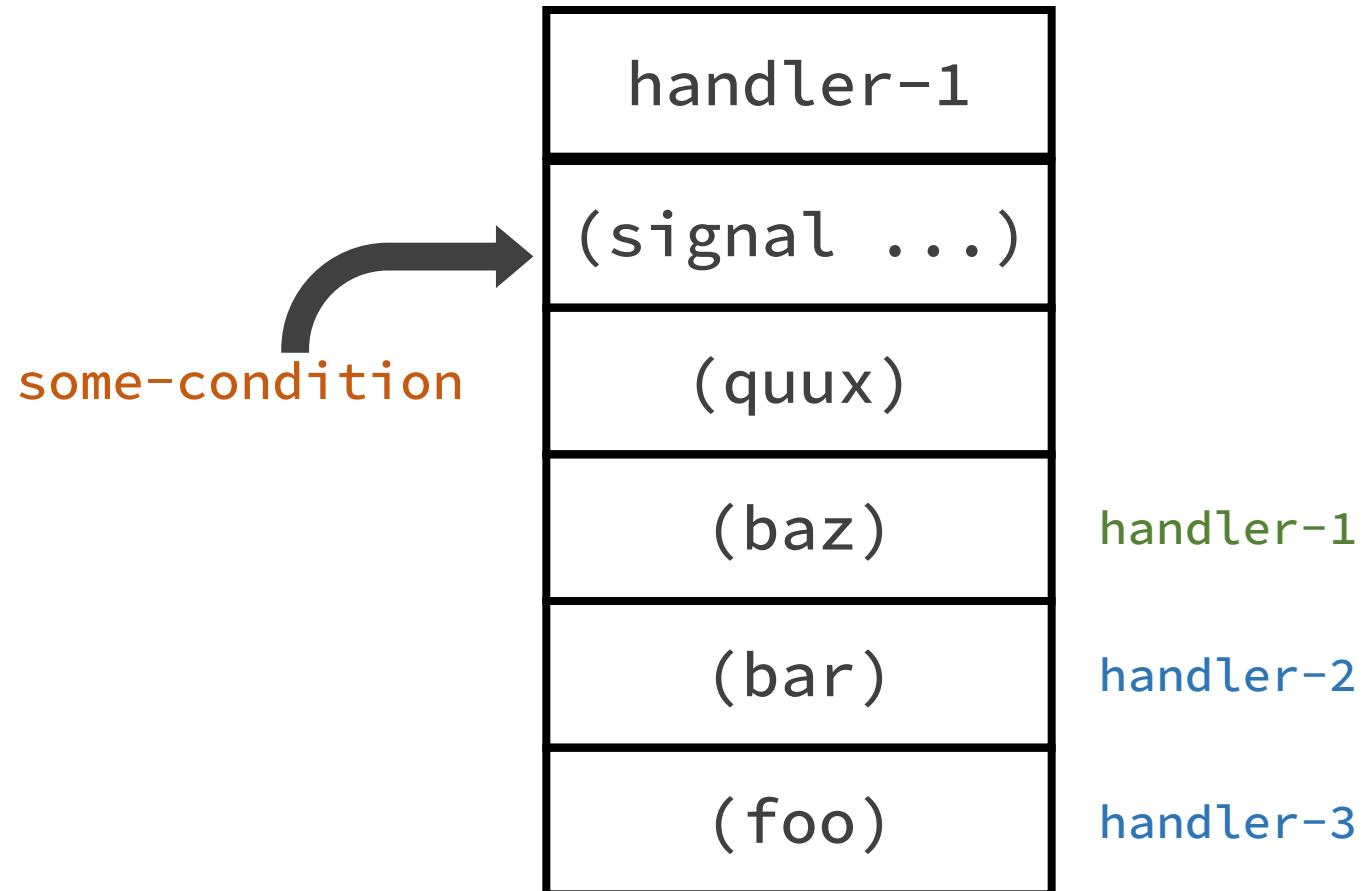 handler-1
(signal ...)
some-condition
(quux)
(baz)
handler-1
(bar)
handler-2
(foo)
handler-3